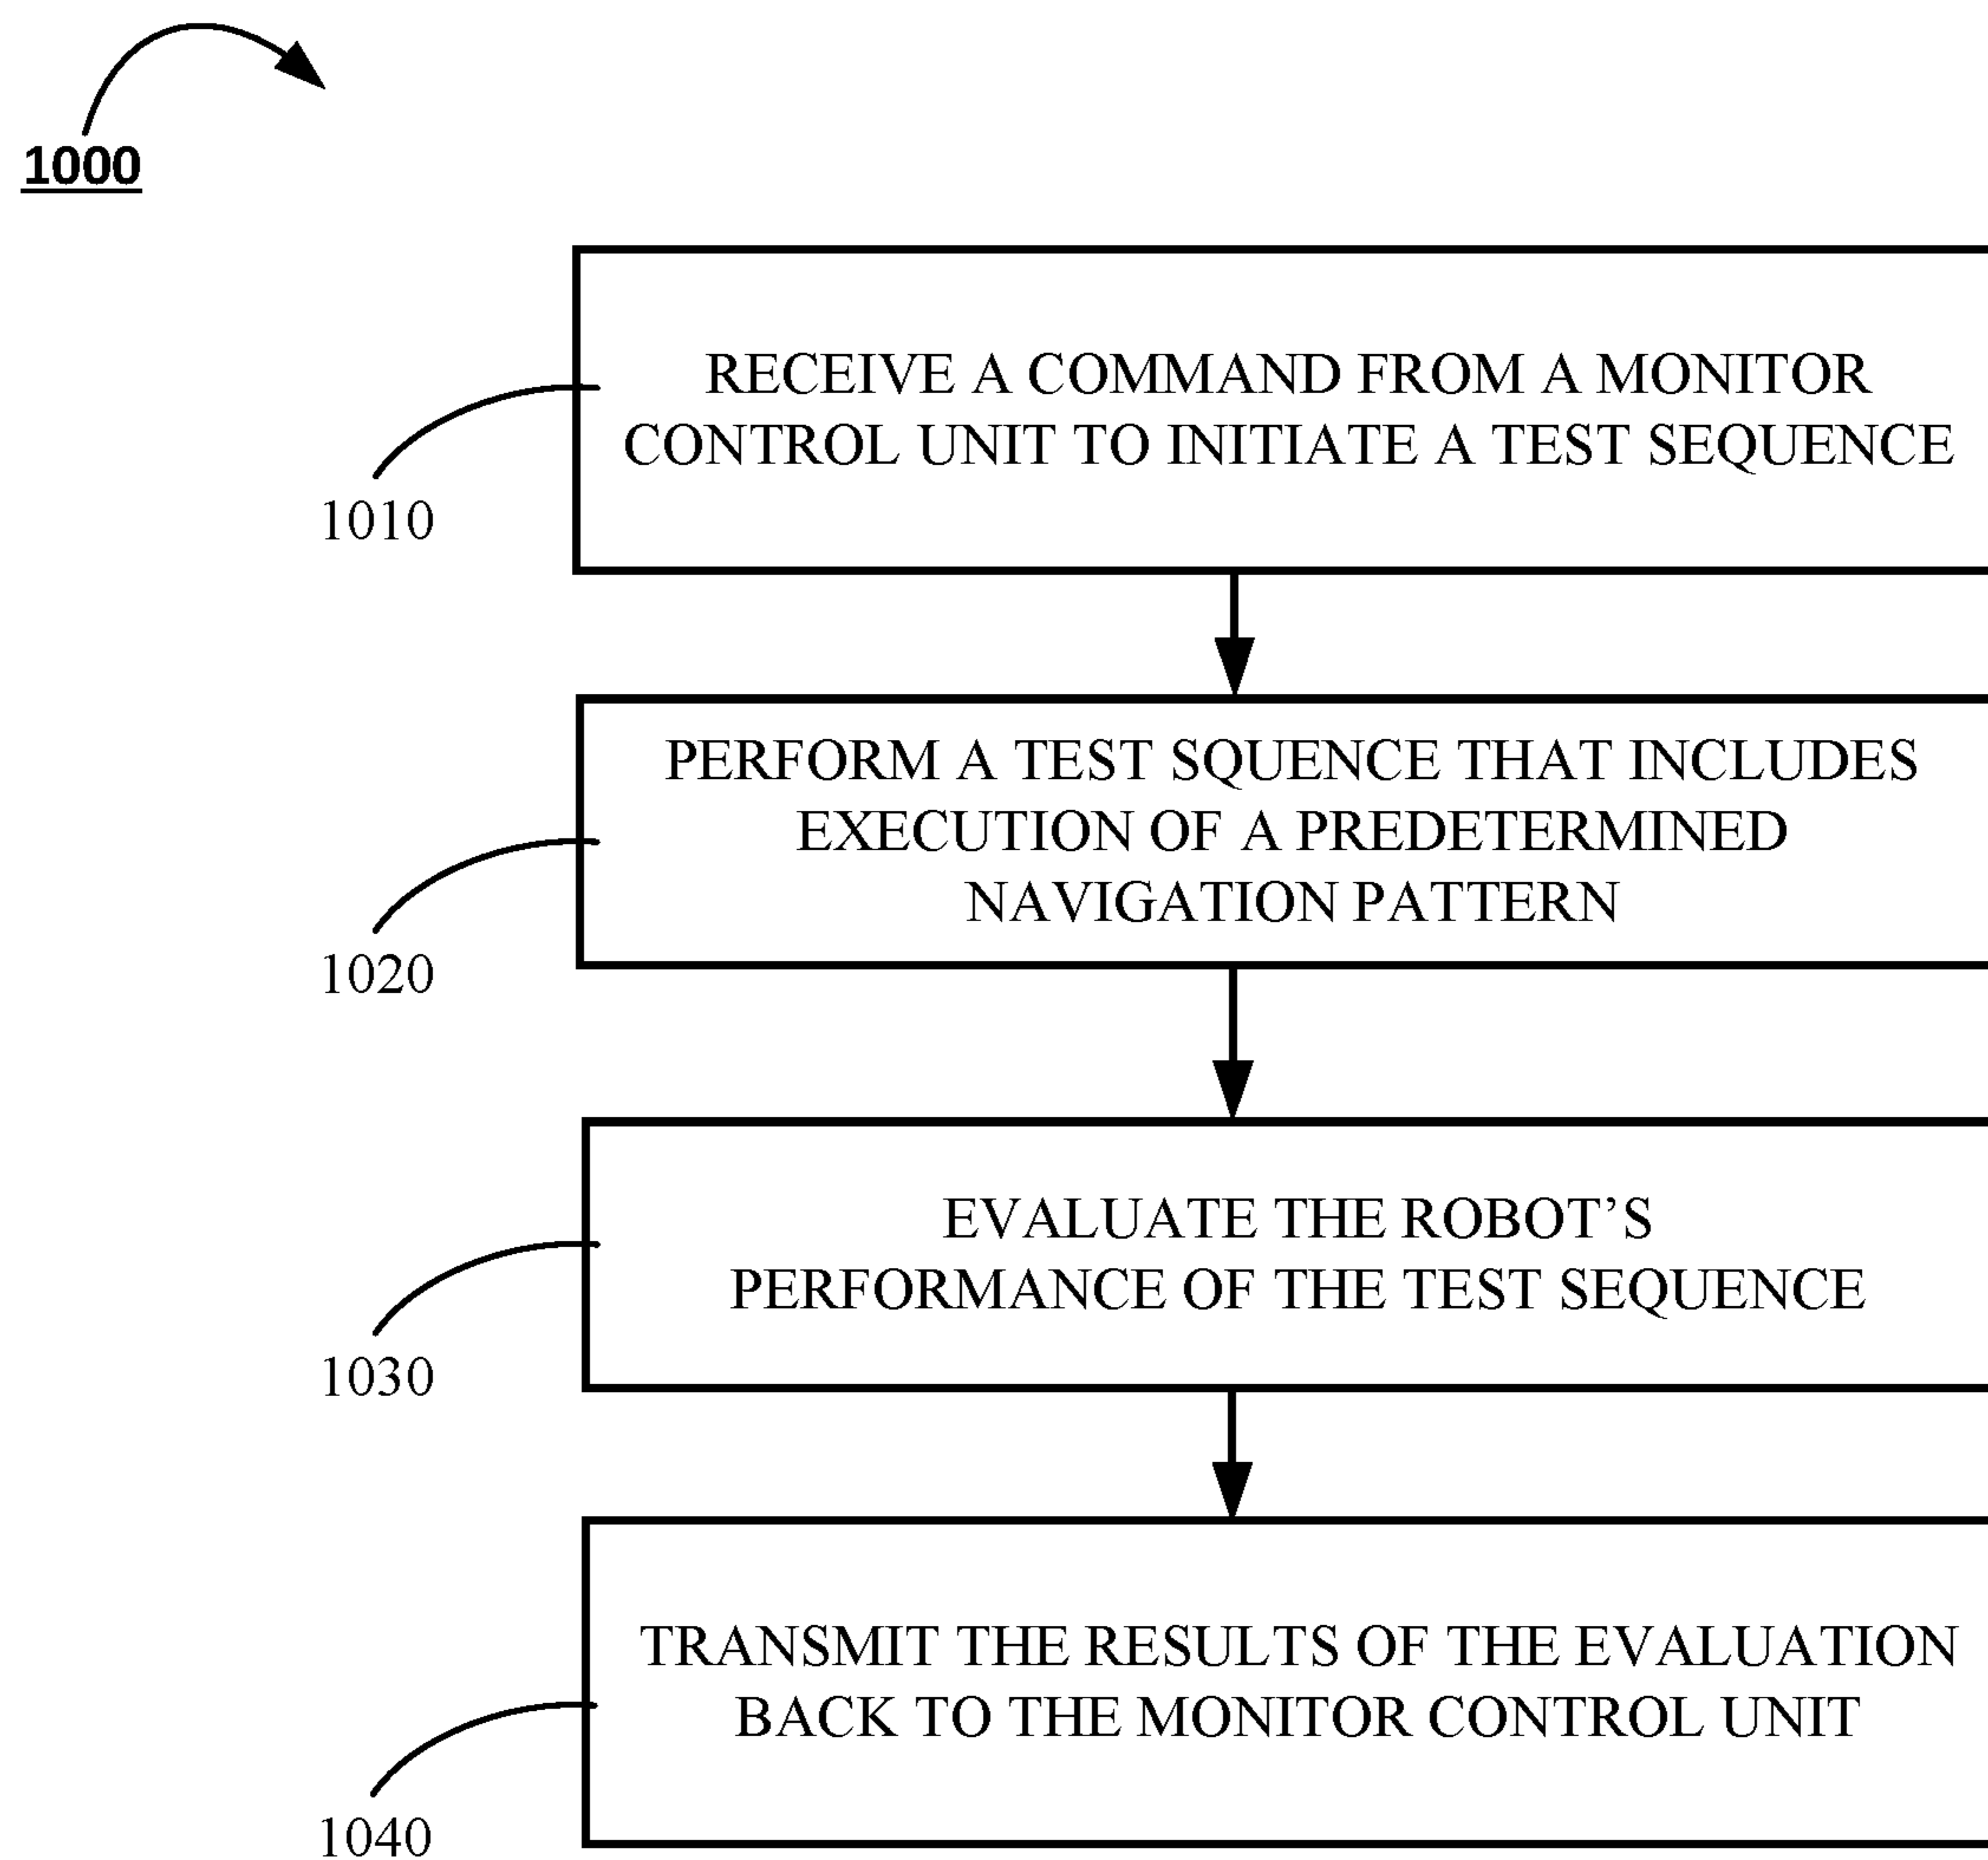 1000
RECEIVE A COMMAND FROM A MONITOR
CONTROL UNIT TO INITIATE A TEST SEQUENCE
1010
PERFORM A TEST SQUENCE THAT INCLUDES
EXECUTION OF A PREDETERMINED
NAVIGATION PATTERN
1020
EVALUATE THE ROBOT’S
PERFORMANCE OF THE TEST SEQUENCE
1030
TRANSMIT THE RESULTS OF THE EVALUATION
BACK TO THE MONITOR CONTROL UNIT
1040